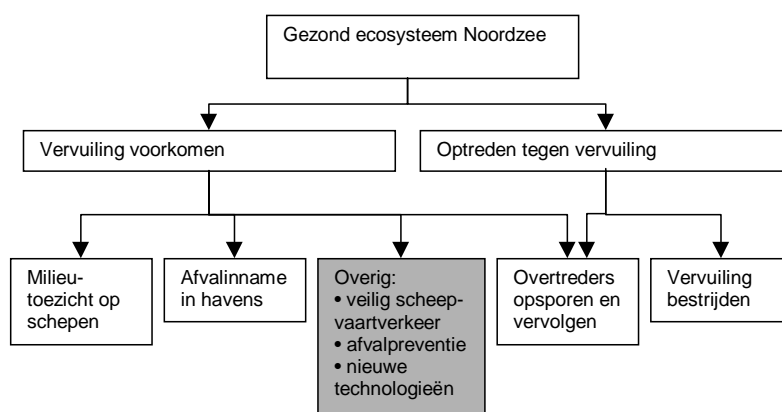 Gezond ecosysteem Noordzee
Vervuiling voorkomen
Optreden tegen vervuiling
Milieu-
toezicht op
schepen
Afvalinname
in havens
Overig:
• veilig scheep-
vaartverkeer
• afvalpreventie
• nieuwe
technologieën
Overtreders
opsporen en
vervolgen
Vervuiling
bestrijden